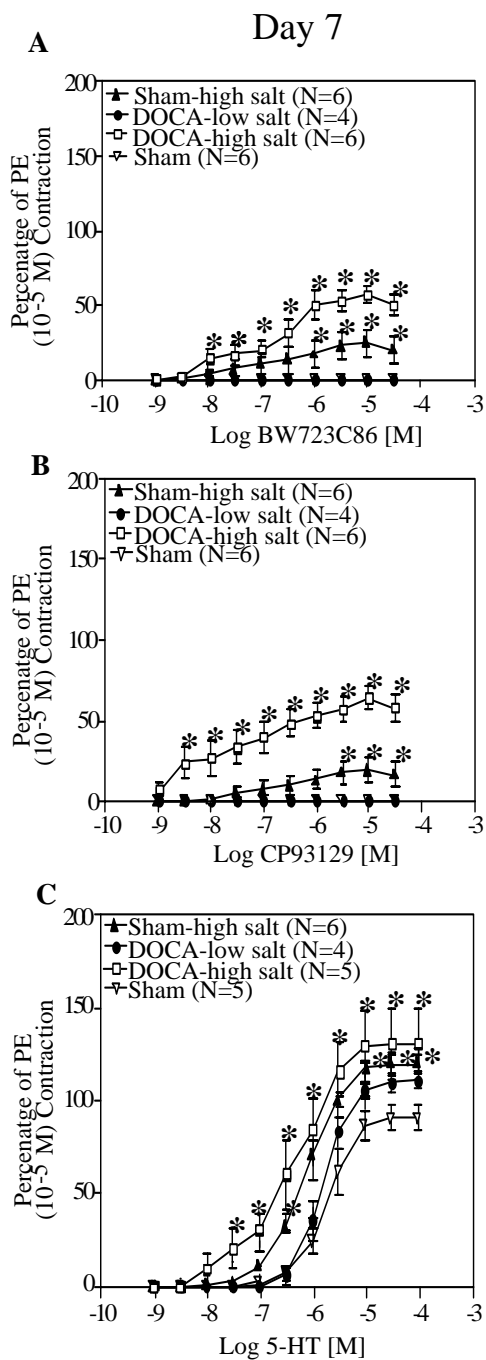 Day 7
A
200
150
100
50
0
Percenatge of PE
(10-5 M) Contraction
Sham-high salt (N=6)
DOCA-low salt (N=4)
DOCA-high salt (N=6)
Sham (N=6)
* * * * * * * *
* * * *
-10 -9 -8 -7 -6 -5 -4 -3
Log BW723C86 [M]
B
200
150
100
50
0
Percenatge of PE
(10-5 M) Contraction
Sham-high salt (N=6)
DOCA-low salt (N=4)
DOCA-high salt (N=6)
Sham (N=6)
* * * * * * * * *
* * *
-10 -9 -8 -7 -6 -5 -4 -3
Log CP93129 [M]
C
200
150
100
50
0
Percenatge of PE
(10-5 M) Contraction
Sham-high salt (N=6)
DOCA-low salt (N=4)
DOCA-high salt (N=5)
Sham (N=5)
* * * * * * * *
* * * *
-10 -9 -8 -7 -6 -5 -4 -3
Log 5-HT [M]